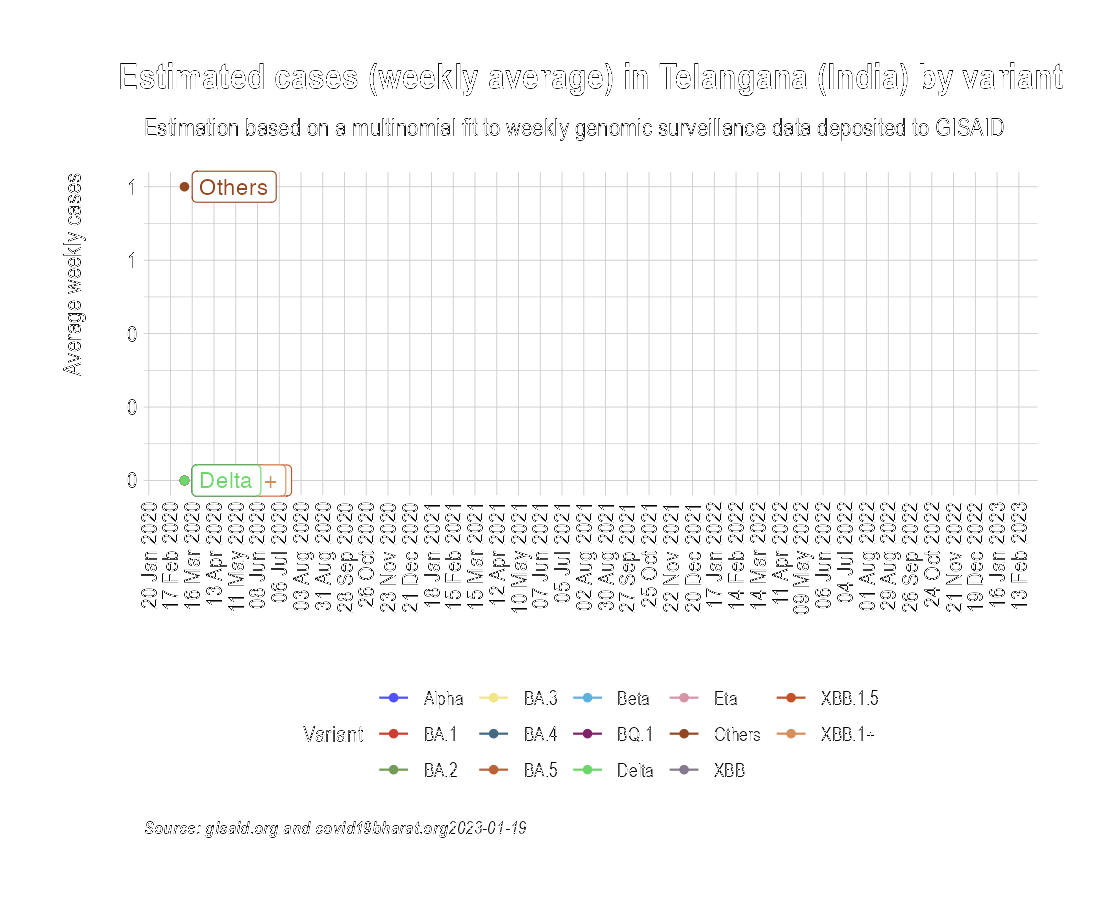 Estimated cases (weekly average) in Telangana (India) by variant
Estimation based on a multinomial fit to weekly genomic surveillance data deposited to GISAID
Average weekly cases
1
1
0
0
0
Others
Delta
+
20 Jan 2020
17 Feb 2020
16 Mar 2020
13 Apr 2020
11 May 2020
08 Jun 2020
06 Jul 2020
03 Aug 2020
31 Aug 2020
28 Sep 2020
26 Oct 2020
23 Nov 2020
21 Dec 2020
18 Jan 2021
15 Feb 2021
15 Mar 2021
12 Apr 2021
10 May 2021
07 Jun 2021
05 Jul 2021
02 Aug 2021
30 Aug 2021
27 Sep 2021
25 Oct 2021
22 Nov 2021
20 Dec 2021
17 Jan 2022
14 Feb 2022
14 Mar 2022
11 Apr 2022
09 May 2022
06 Jun 2022
04 Jul 2022
01 Aug 2022
29 Aug 2022
26 Sep 2022
24 Oct 2022
21 Nov 2022
19 Dec 2022
16 Jan 2023
13 Feb 2023
Variant
Alpha BA.3 Beta Eta XBB.1.5
BA.1 BA.4 BQ.1 Others XBB.1+
BA.2 BA.5 Delta XBB
Source: gisaid.org and covid19bharat.org2023-01-19